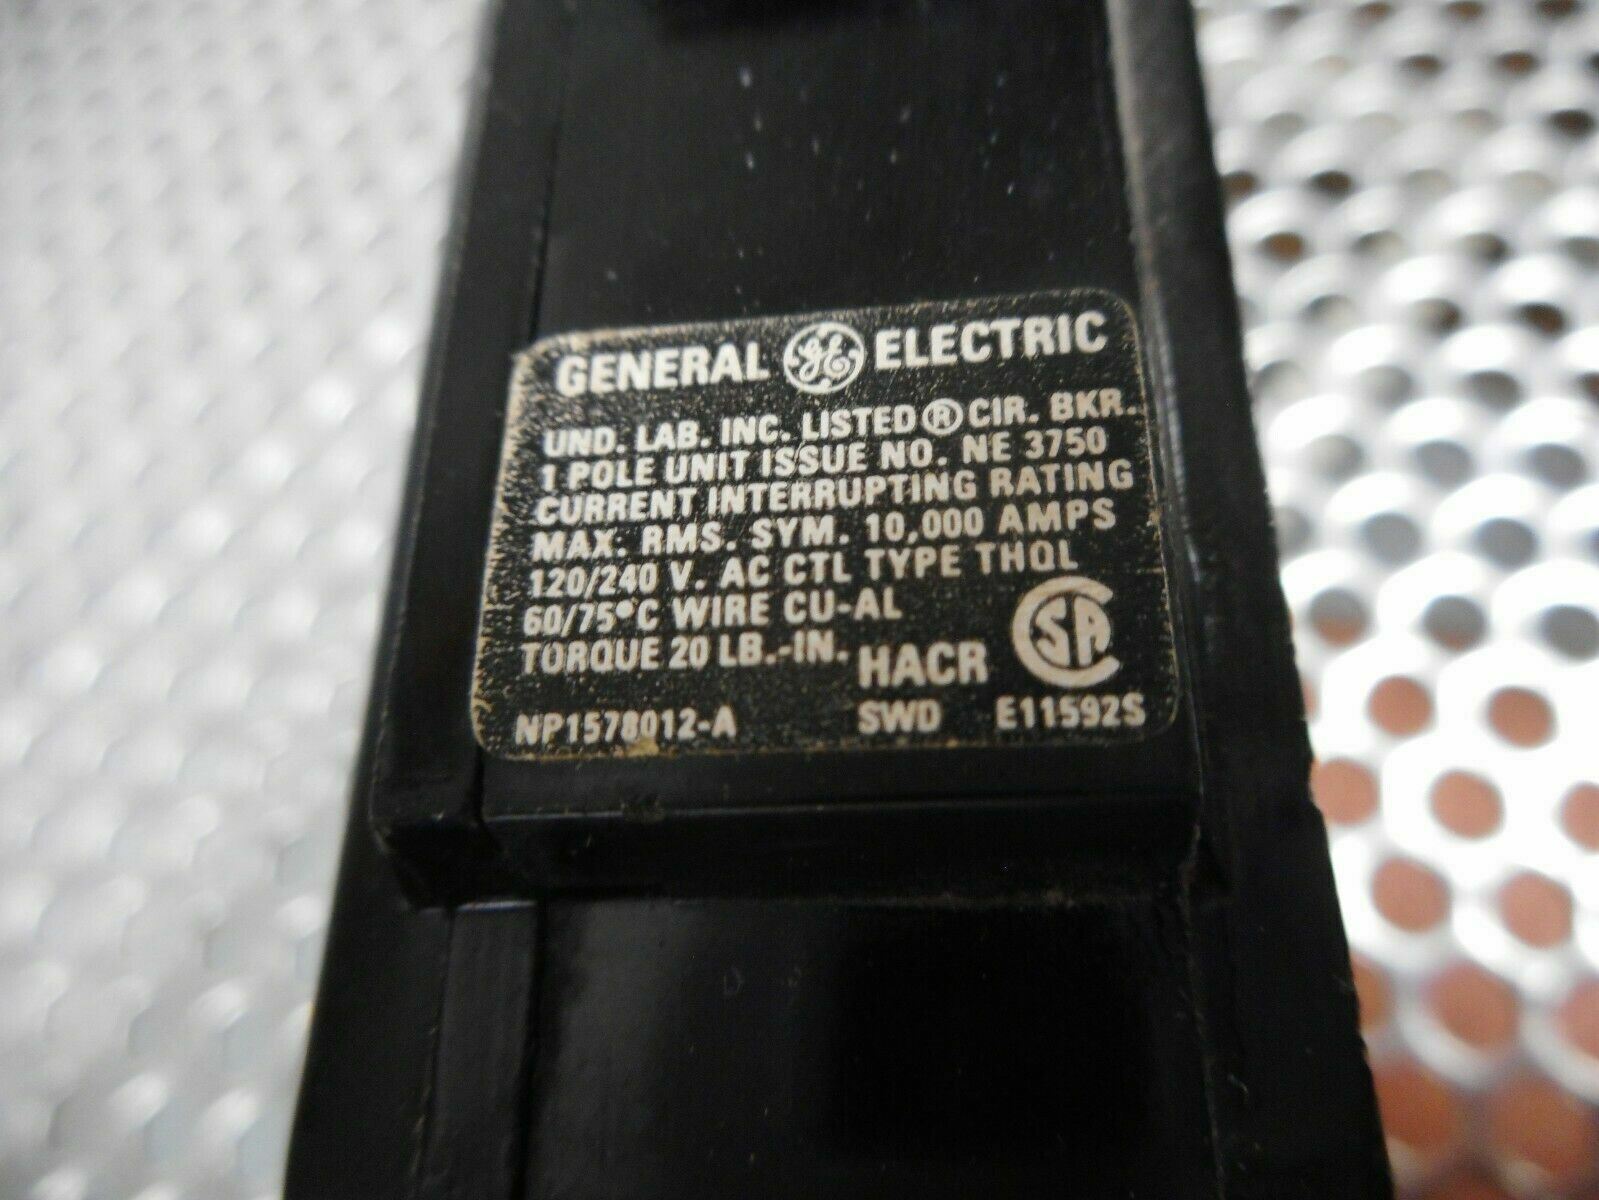 GENERAL GE ELECTRIC
UND. LAB. INC. LISTED ® CIR. BKR.
1 POLE UNIT ISSUE NO. NE 3750
CURRENT INTERRUPTING RATING
MAX. RMS. SYM. 10,000 AMPS
120/240 V. AC CTL TYPE THQL
60/75°C WIRE CU-AL
TORQUE 20 LB.-IN. HACR SA
NP1578012-A SWD E11592S